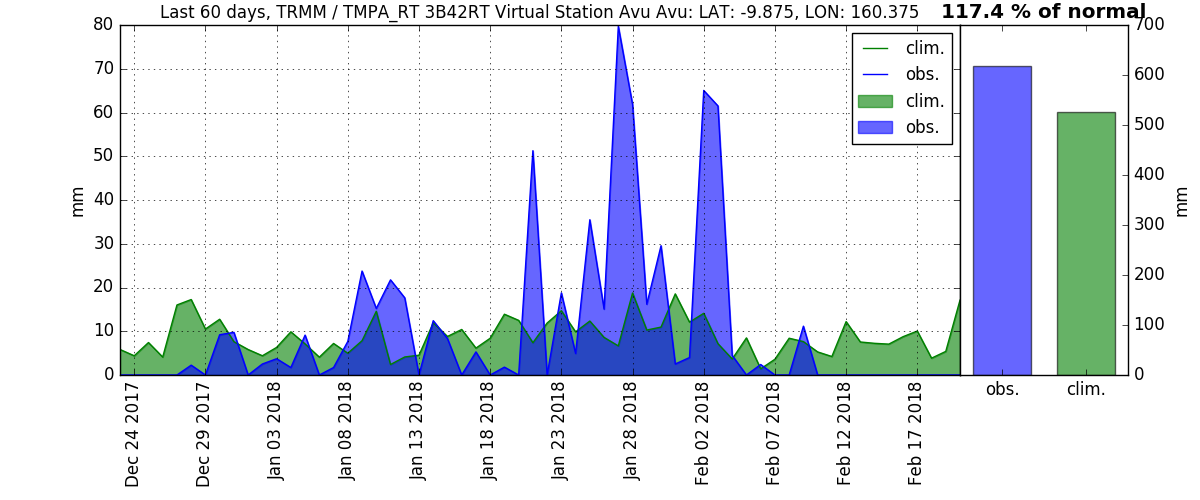 Last 60 days, TRMM / TMPA_RT 3B42RT Virtual Station Avu Avu: LAT: -9.875, LON: 160.375
117.4 % of normal
80
70
60
50
40
30
20
10
0
mm
clim.
obs.
clim.
obs.
700
600
500
400
300
200
100
0
mm
obs.
clim.
Dec 24 2017
Dec 29 2017
Jan 03 2018
Jan 08 2018
Jan 13 2018
Jan 18 2018
Jan 23 2018
Jan 28 2018
Feb 02 2018
Feb 07 2018
Feb 12 2018
Feb 17 2018